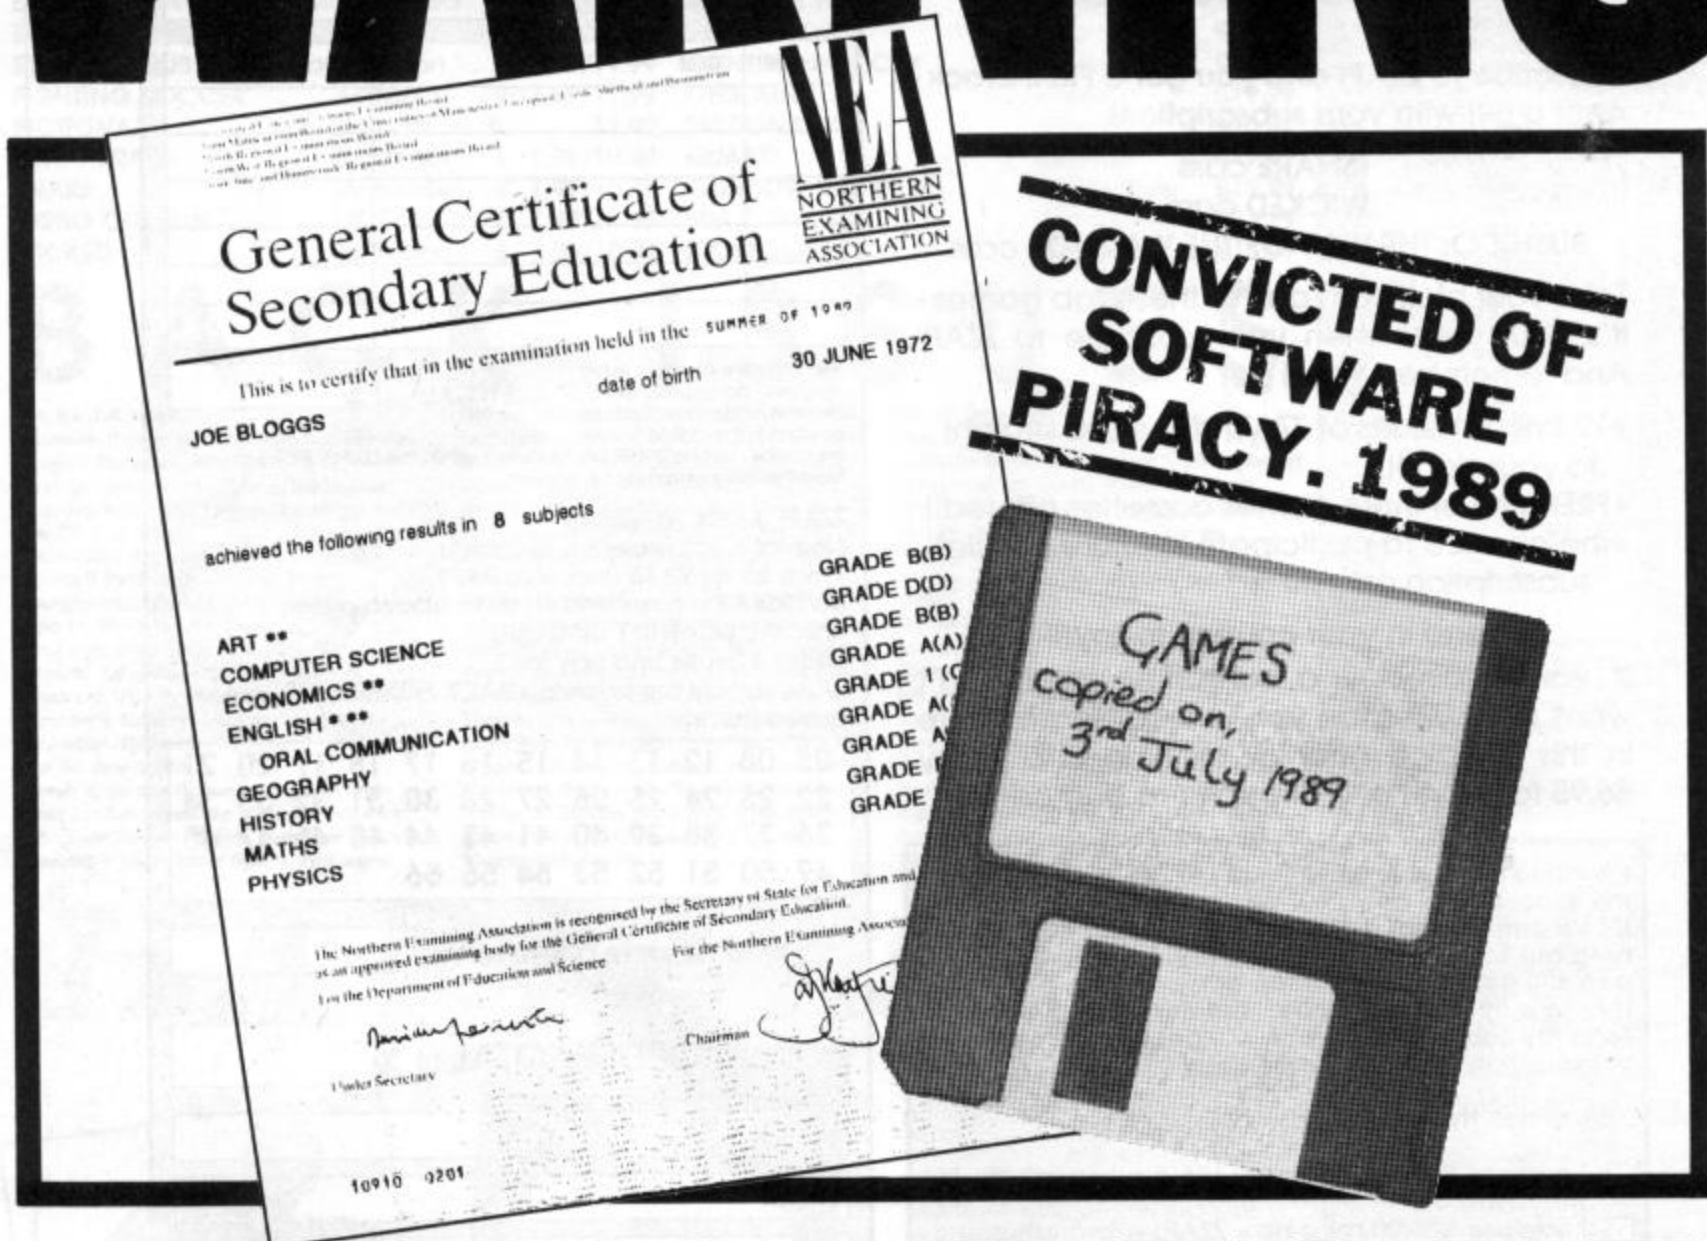 WARNING
NEA
NORTHERN
EXAMINING
ASSOCIATION
General Certificate of
Secondary Education
This is to certify that in the examination held in the SUMMER OF
JOE BLOGGS
date of birth 30 JUNE 1972
achieved the following results in 8 subjects
ART ** GRADE B(B)
COMPUTER SCIENCE GRADE D(D)
ECONOMICS ** GRADE B(B)
ENGLISH * ** GRADE A(A)
ORAL COMMUNICATION GRADE 1 (C
GEOGRAPHY GRADE A(
HISTORY GRADE A
MATHS GRADE
PHYSICS GRADE
The Northern Examining Association is recognised by the Secretary of State for Education and
as an approved examining body for the General Certificate of Secondary Education.
For the Department of Education and Science For the Northern Examining Associa
Chairman
Under Secretary
10910 0201
CONVICTED OF
SOFTWARE
PIRACY. 1989
GAMES
copied on,
3rd July 1989